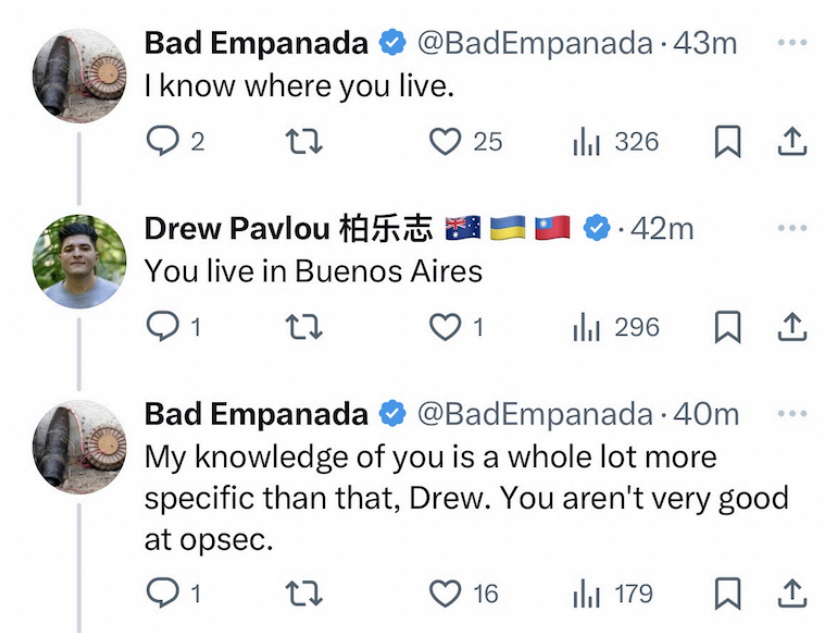 Bad Empanada @BadEmpanada · 43m
I know where you live.
2 25 326
Drew Pavlou 柏乐志 🇦🇺 🇺🇦 🇹🇼 · 42m
You live in Buenos Aires
1 1 296
Bad Empanada @BadEmpanada · 40m
My knowledge of you is a whole lot more
specific than that, Drew. You aren't very good
at opsec.
1 16 179